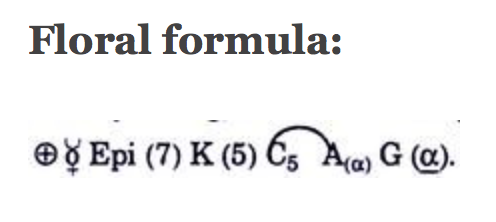 Floral formula:
⊕ ⚥ Epi (7) K (5) C₅ A₍α₎ G (α̲).